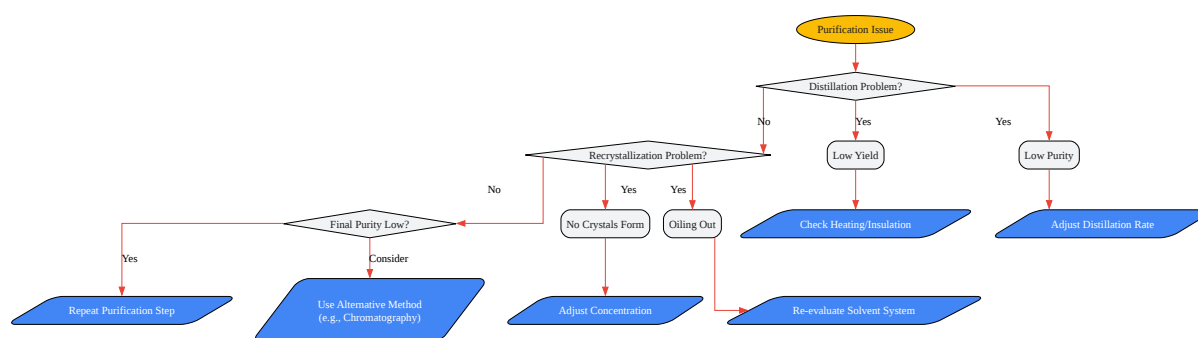 Purification Issue
Distillation Problem?
No
Yes
Yes
Recrystallization Problem?
Low Yield
Low Purity
No
Yes
Yes
Final Purity Low?
No Crystals Form
Oiling Out
Check Heating/Insulation
Adjust Distillation Rate
Yes
Consider
Repeat Purification Step
Use Alternative Method
(e.g., Chromatography)
Adjust Concentration
Re-evaluate Solvent System